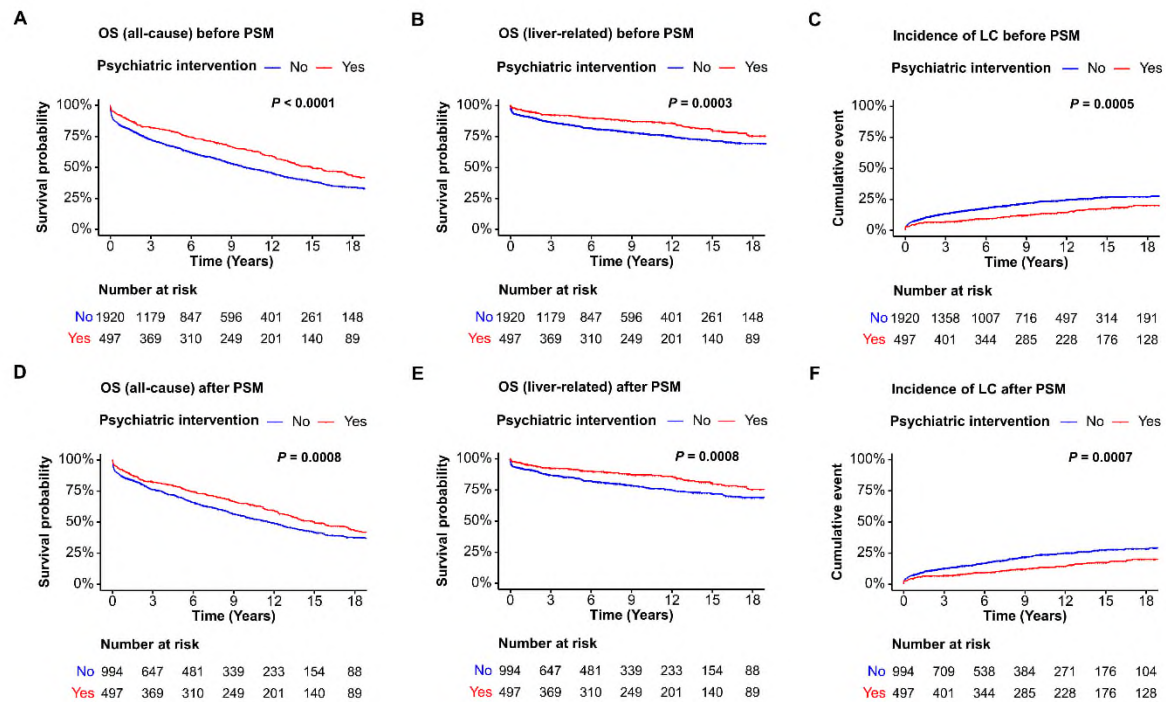 A
OS (all-cause) before PSM
Psychiatric intervention No Yes
P < 0.0001
100%
75%
50%
25%
0%
Survival probability
0 3 6 9 12 15 18
Time (Years)
Number at risk
No 1920 1179 847 596 401 261 148
Yes 497 369 310 249 201 140 89
B
OS (liver-related) before PSM
Psychiatric intervention No Yes
P = 0.0003
100%
75%
50%
25%
0%
Survival probability
0 3 6 9 12 15 18
Time (Years)
Number at risk
No 1920 1179 847 596 401 261 148
Yes 497 369 310 249 201 140 89
C
Incidence of LC before PSM
Psychiatric intervention No Yes
P = 0.0005
100%
75%
50%
25%
0%
Cumulative event
0 3 6 9 12 15 18
Time (Years)
Number at risk
No 1920 1358 1007 716 497 314 191
Yes 497 401 344 285 228 176 128
D
OS (all-cause) after PSM
Psychiatric intervention No Yes
P = 0.0008
100%
75%
50%
25%
0%
Survival probability
0 3 6 9 12 15 18
Time (Years)
Number at risk
No 994 647 481 339 233 154 88
Yes 497 369 310 249 201 140 89
E
OS (liver-related) after PSM
Psychiatric intervention No Yes
P = 0.0008
100%
75%
50%
25%
0%
Survival probability
0 3 6 9 12 15 18
Time (Years)
Number at risk
No 994 647 481 339 233 154 88
Yes 497 369 310 249 201 140 89
F
Incidence of LC after PSM
Psychiatric intervention No Yes
P = 0.0007
100%
75%
50%
25%
0%
Cumulative event
0 3 6 9 12 15 18
Time (Years)
Number at risk
No 994 709 538 384 271 176 104
Yes 497 401 344 285 228 176 128